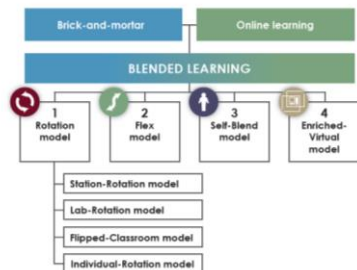 Brick-and-mortar
Online learning
BLENDED LEARNING
1
Rotation
model
2
Flex
model
3
Self-Blend
model
4
Enriched-
Virtual
model
Station-Rotation model
Lab-Rotation model
Flipped-Classroom model
Individual-Rotation model